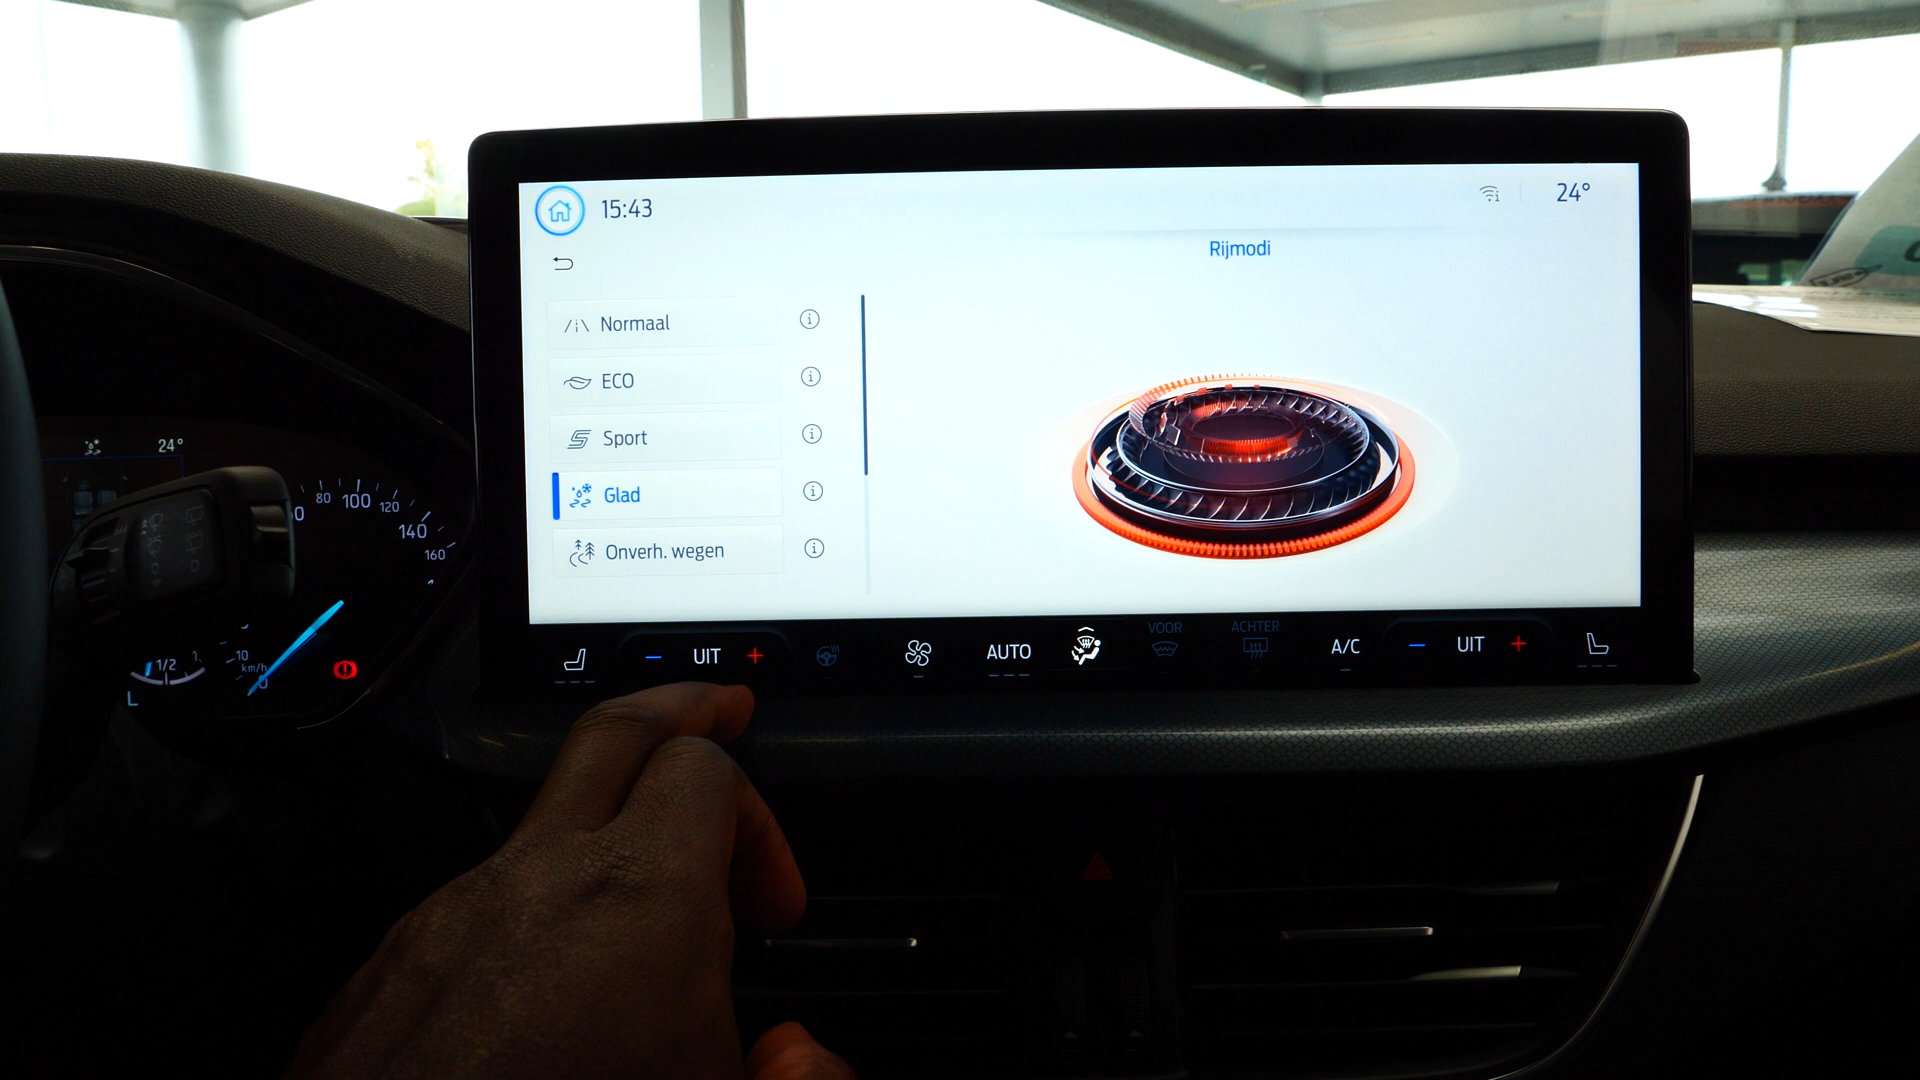 15:43
24°
Rijmodi
Normaal
ECO
Sport
Glad
Onverh. wegen
24°
80
100
120
140
160
1/2
10
km/h
0
L
UIT
AUTO
VOOR
ACHTER
A/C
UIT